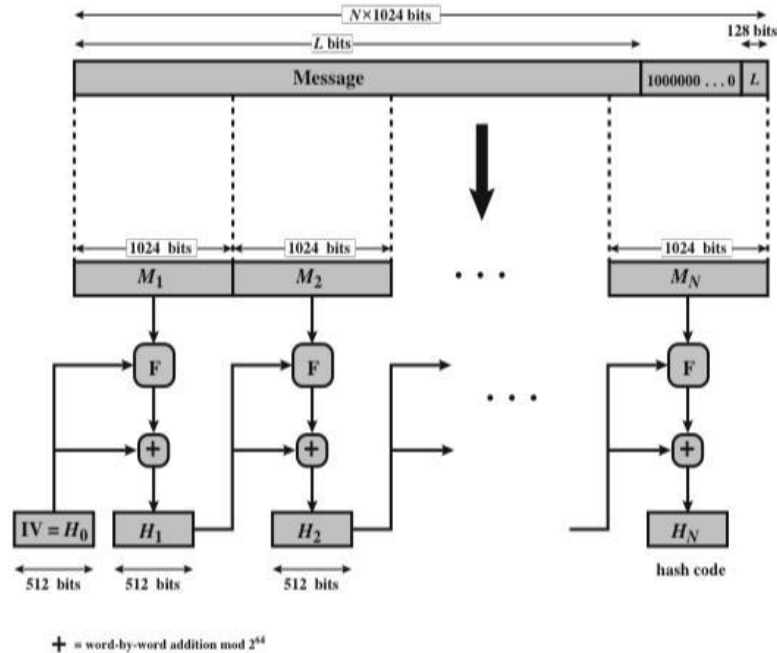 N×1024 bits
128 bits
L bits
Message 1000000 . . . 0 L
1024 bits 1024 bits 1024 bits
M1 M2 . . . MN
F F F
. . .
+ + +
IV = H0 H1 H2 HN
512 bits 512 bits 512 bits hash code
+ = word-by-word addition mod 2^64